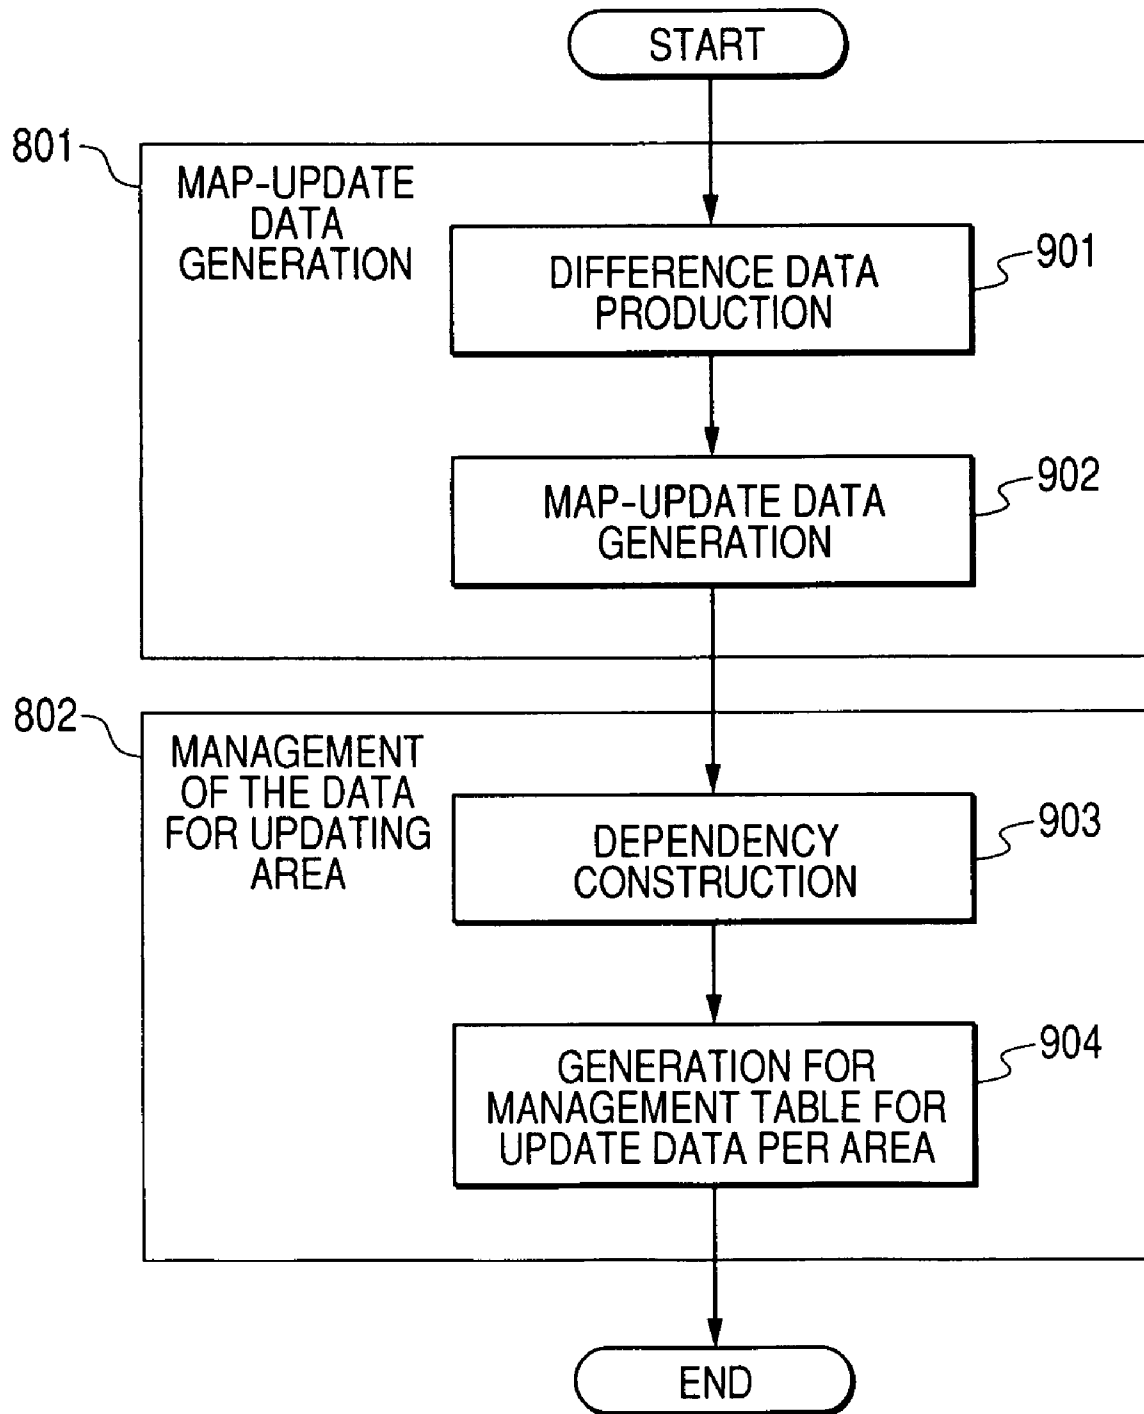 START
801
MAP-UPDATE
DATA
GENERATION
DIFFERENCE DATA
PRODUCTION
901
MAP-UPDATE DATA
GENERATION
902
802
MANAGEMENT
OF THE DATA
FOR UPDATING
AREA
DEPENDENCY
CONSTRUCTION
903
GENERATION FOR
MANAGEMENT TABLE FOR
UPDATE DATA PER AREA
904
END